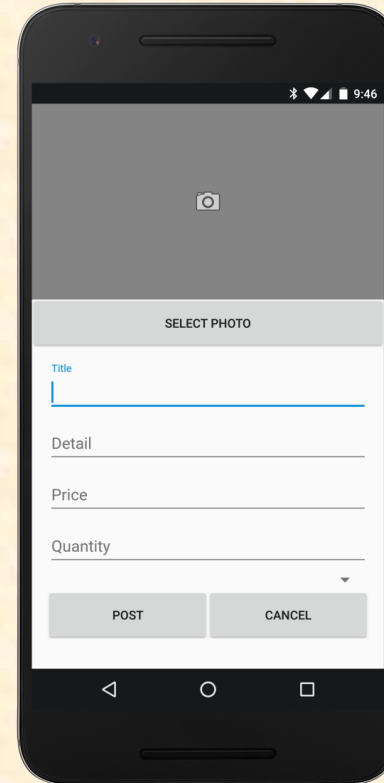 9:46
SELECT PHOTO
Title
Detail
Price
Quantity
POST CANCEL